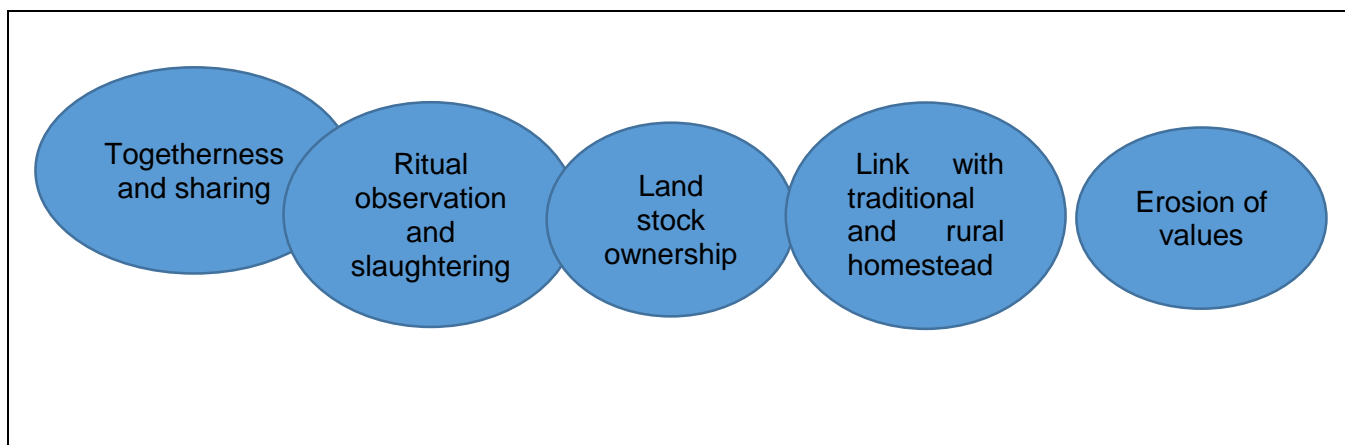 Togetherness
and sharing
Ritual
observation
and
slaughtering
Land
stock
ownership
Link with
traditional
and rural
homestead
Erosion of
values